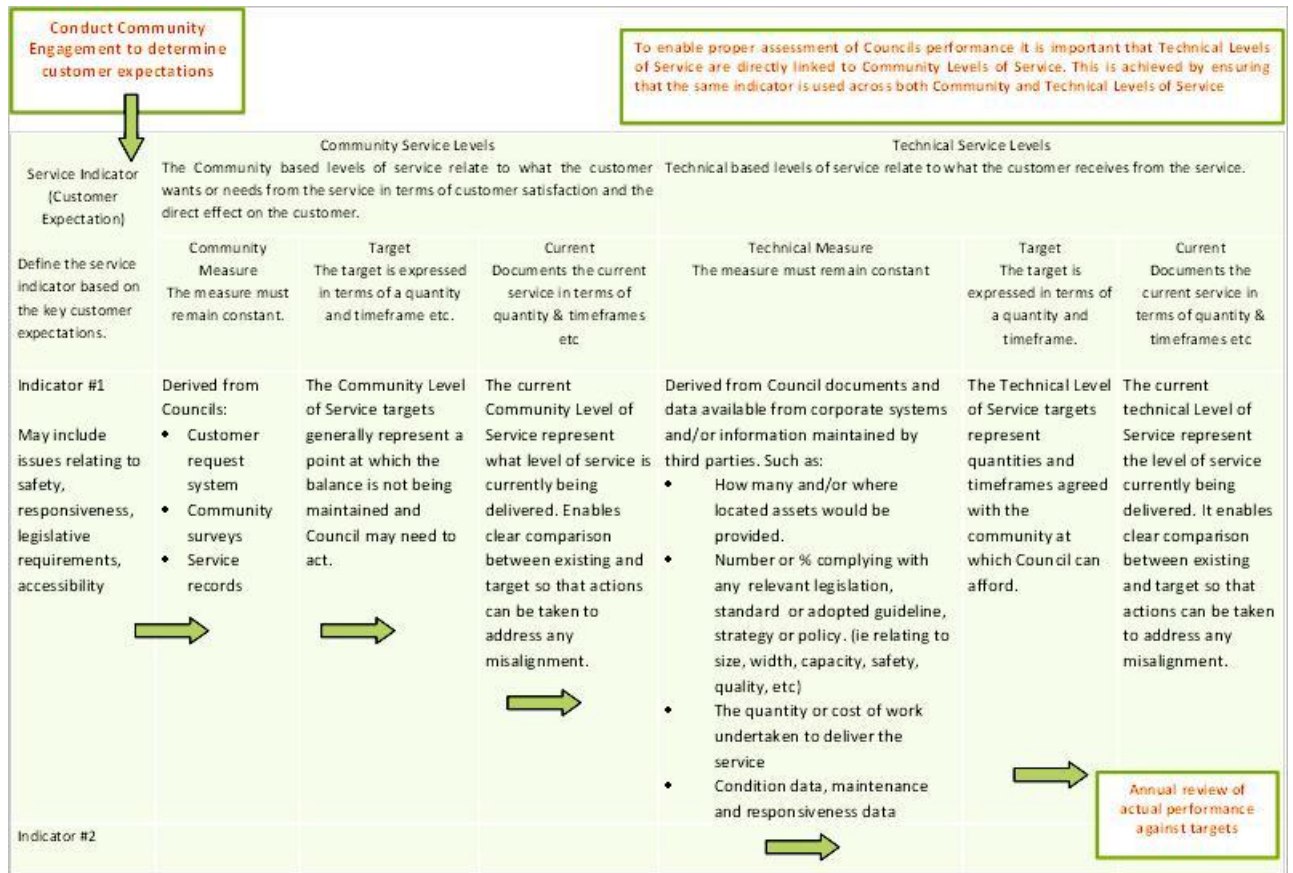 Conduct Community
Engagement to determine
customer expectations
To enable proper assessment of Councils performance it is important that Technical Levels
of Service are directly linked to Community Levels of Service. This is achieved by ensuring
that the same indicator is used across both Community and Technical Levels of Service
Service Indicator
(Customer
Expectation)
Community Service Levels
The Community based levels of service relate to what the customer
wants or needs from the service in terms of customer satisfaction and the
direct effect on the customer.
Technical Service Levels
Technical based levels of service relate to what the customer receives from the service.
Define the service
indicator based on
the key customer
expectations.
Community
Measure
The measure must
remain constant.
Target
The target is expressed
in terms of a quantity
and timeframe etc.
Current
Documents the current
service in terms of
quantity & timeframes
etc
Technical Measure
The measure must remain constant
Target
The target is
expressed in terms of
a quantity and
timeframe.
Current
Documents the
current service in
terms of quantity &
timeframes etc
Indicator #1
May include
issues relating to
safety,
responsiveness,
legislative
requirements,
accessibility
Derived from
Councils:
• Customer
request
system
• Community
surveys
• Service
records
The Community Level
of Service targets
generally represent a
point at which the
balance is not being
maintained and
Council may need to
act.
The current
Community Level of
Service represent
what level of service is
currently being
delivered. Enables
clear comparison
between existing and
target so that actions
can be taken to
address any
misalignment.
Derived from Council documents and
data available from corporate systems
and/or information maintained by
third parties. Such as:
• How many and/or where
located assets would be
provided.
• Number or % complying with
any relevant legislation,
standard or adopted guideline,
strategy or policy. (ie relating to
size, width, capacity, safety,
quality, etc)
• The quantity or cost of work
undertaken to deliver the
service
• Condition data, maintenance
and responsiveness data
The Technical Level
of Service targets
represent
quantities and
timeframes agreed
with the
community at
which Council can
afford.
The current
technical Level of
Service represent
the level of service
currently being
delivered. It enables
clear comparison
between existing
and target so that
actions can be taken
to address any
misalignment.
Annual review of
actual performance
against targets
Indicator #2